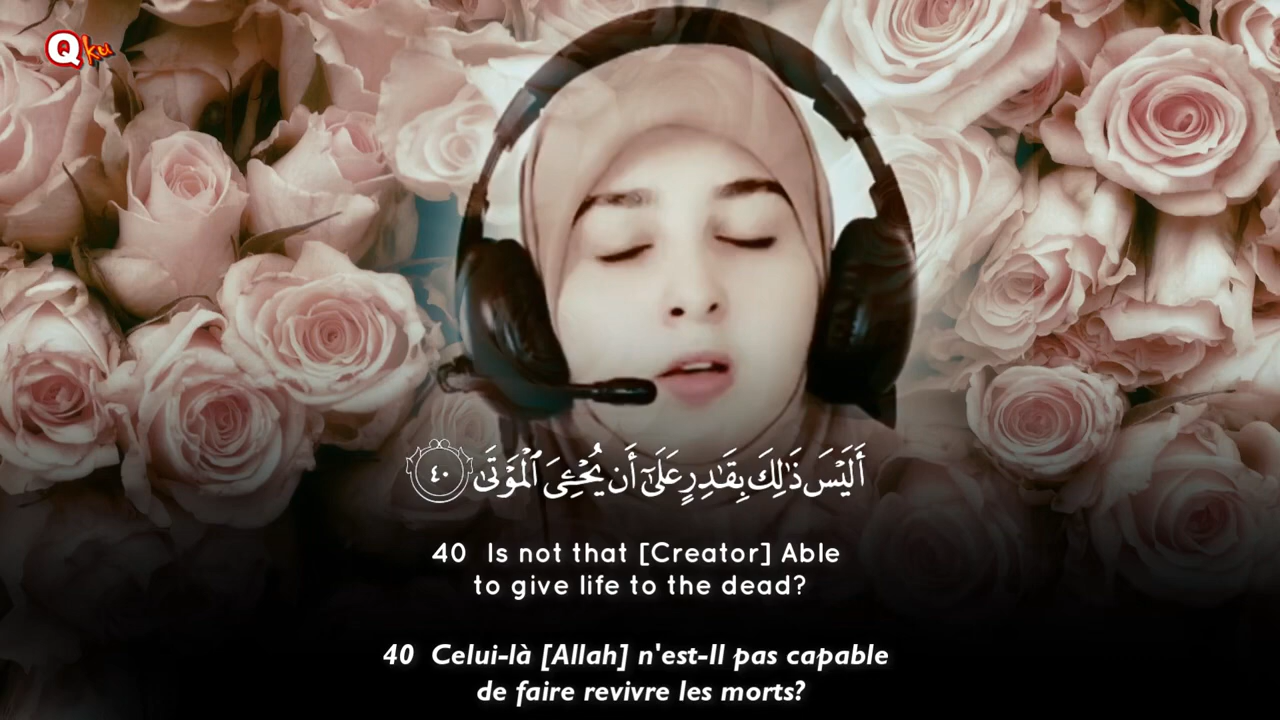 Qku
أَلَيْسَ ذَٰلِكَ بِقَـٰدِرٍ عَلَىٰٓ أَن يُحْـِۧىَ ٱلْمَوْتَىٰ ٤٠
40 Is not that [Creator] Able
to give life to the dead?
40 Celui-là [Allah] n'est-Il pas capable
de faire revivre les morts?